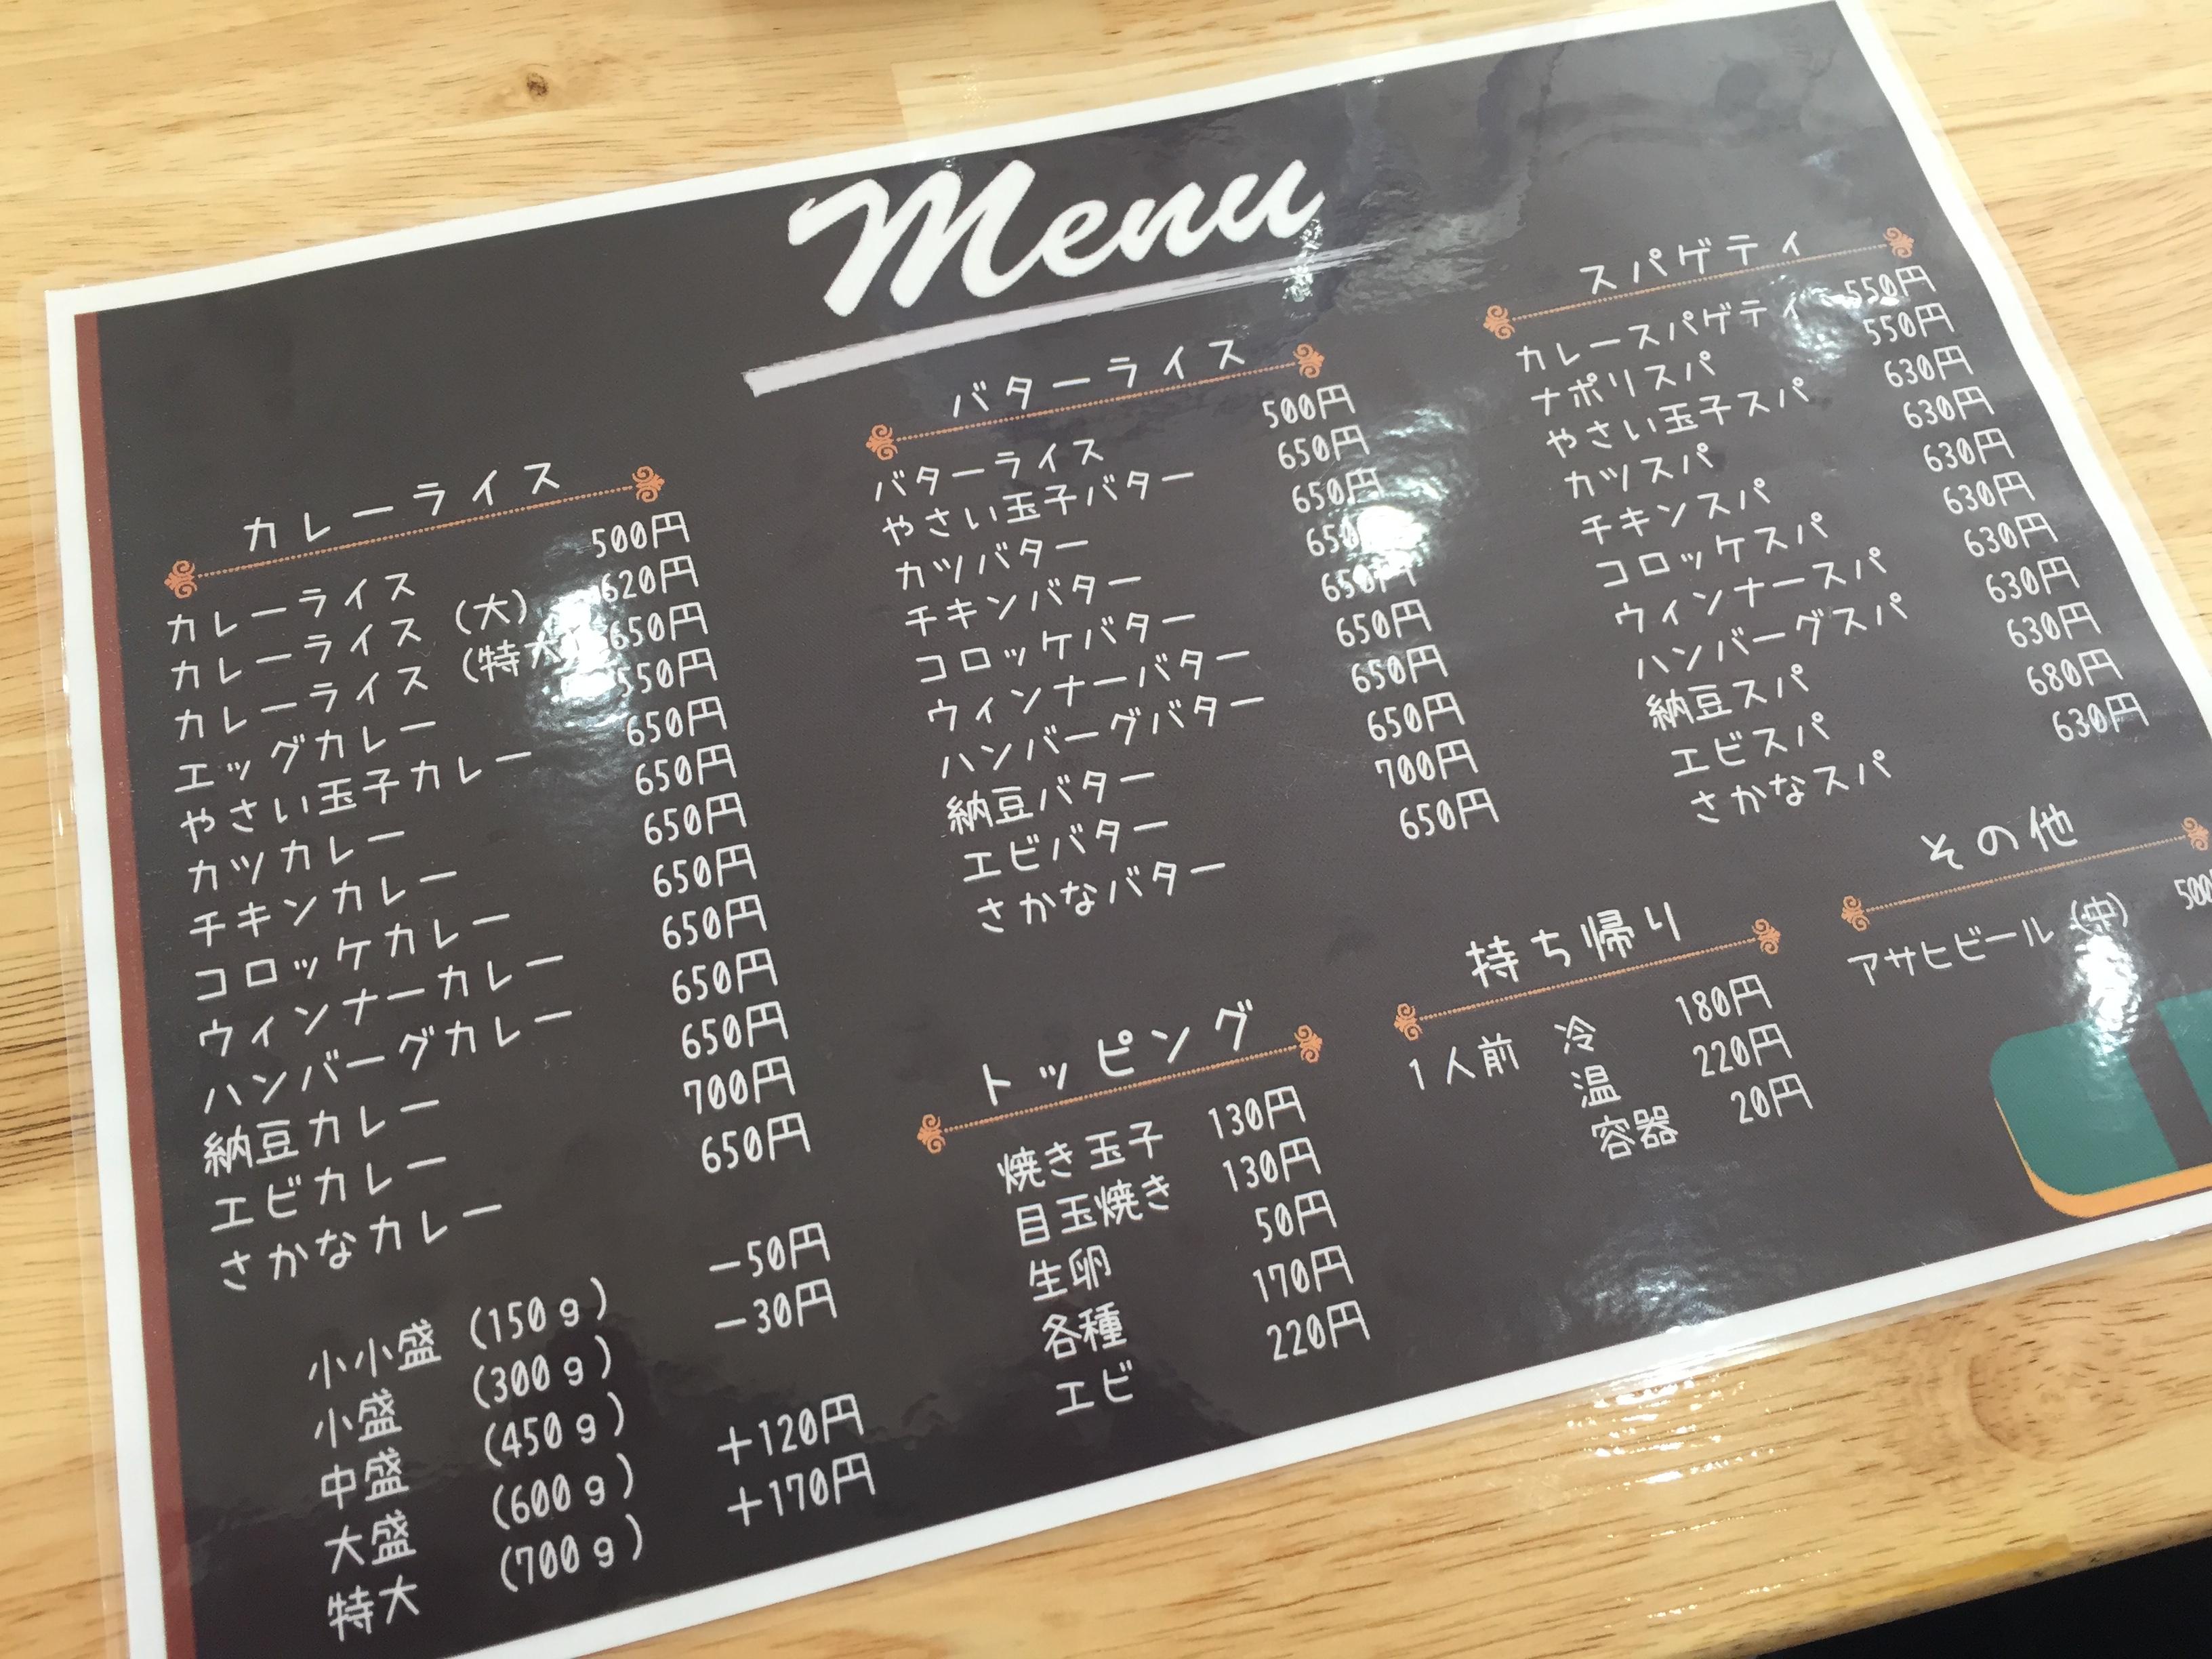 Menu
カレーライス
カレーライス 500円
カレーライス (大) 620円
カレーライス (特大) 650円
エッグカレー 550円
やさい玉子カレー 650円
カツカレー 650円
チキンカレー 650円
コロッケカレー 650円
ウィンナーカレー 650円
ハンバーグカレー 650円
納豆カレー 650円
エビカレー 700円
さかなカレー 650円
小小盛 (150g) −50円
小盛 (300g) −30円
中盛 (450g)
大盛 (600g) +120円
特大 (700g) +170円
バターライス
バターライス 500円
やさい玉子バター 650円
カツバター 650円
チキンバター 650円
コロッケバター 650円
ウィンナーバター 650円
ハンバーグバター 650円
納豆バター 650円
エビバター 700円
さかなバター 650円
トッピング
焼き玉子 130円
目玉焼き 130円
生卵 50円
各種 170円
エビ 220円
スパゲティ
カレースパゲティ 550円
ナポリスパ 550円
やさい玉子スパ 630円
カツスパ 630円
チキンスパ 630円
コロッケスパ 630円
ウィンナースパ 630円
ハンバーグスパ 630円
納豆スパ 630円
エビスパ 680円
さかなスパ 630円
持ち帰り
1人前 冷 180円
温 220円
容器 20円
その他
アサヒビール (中) 500